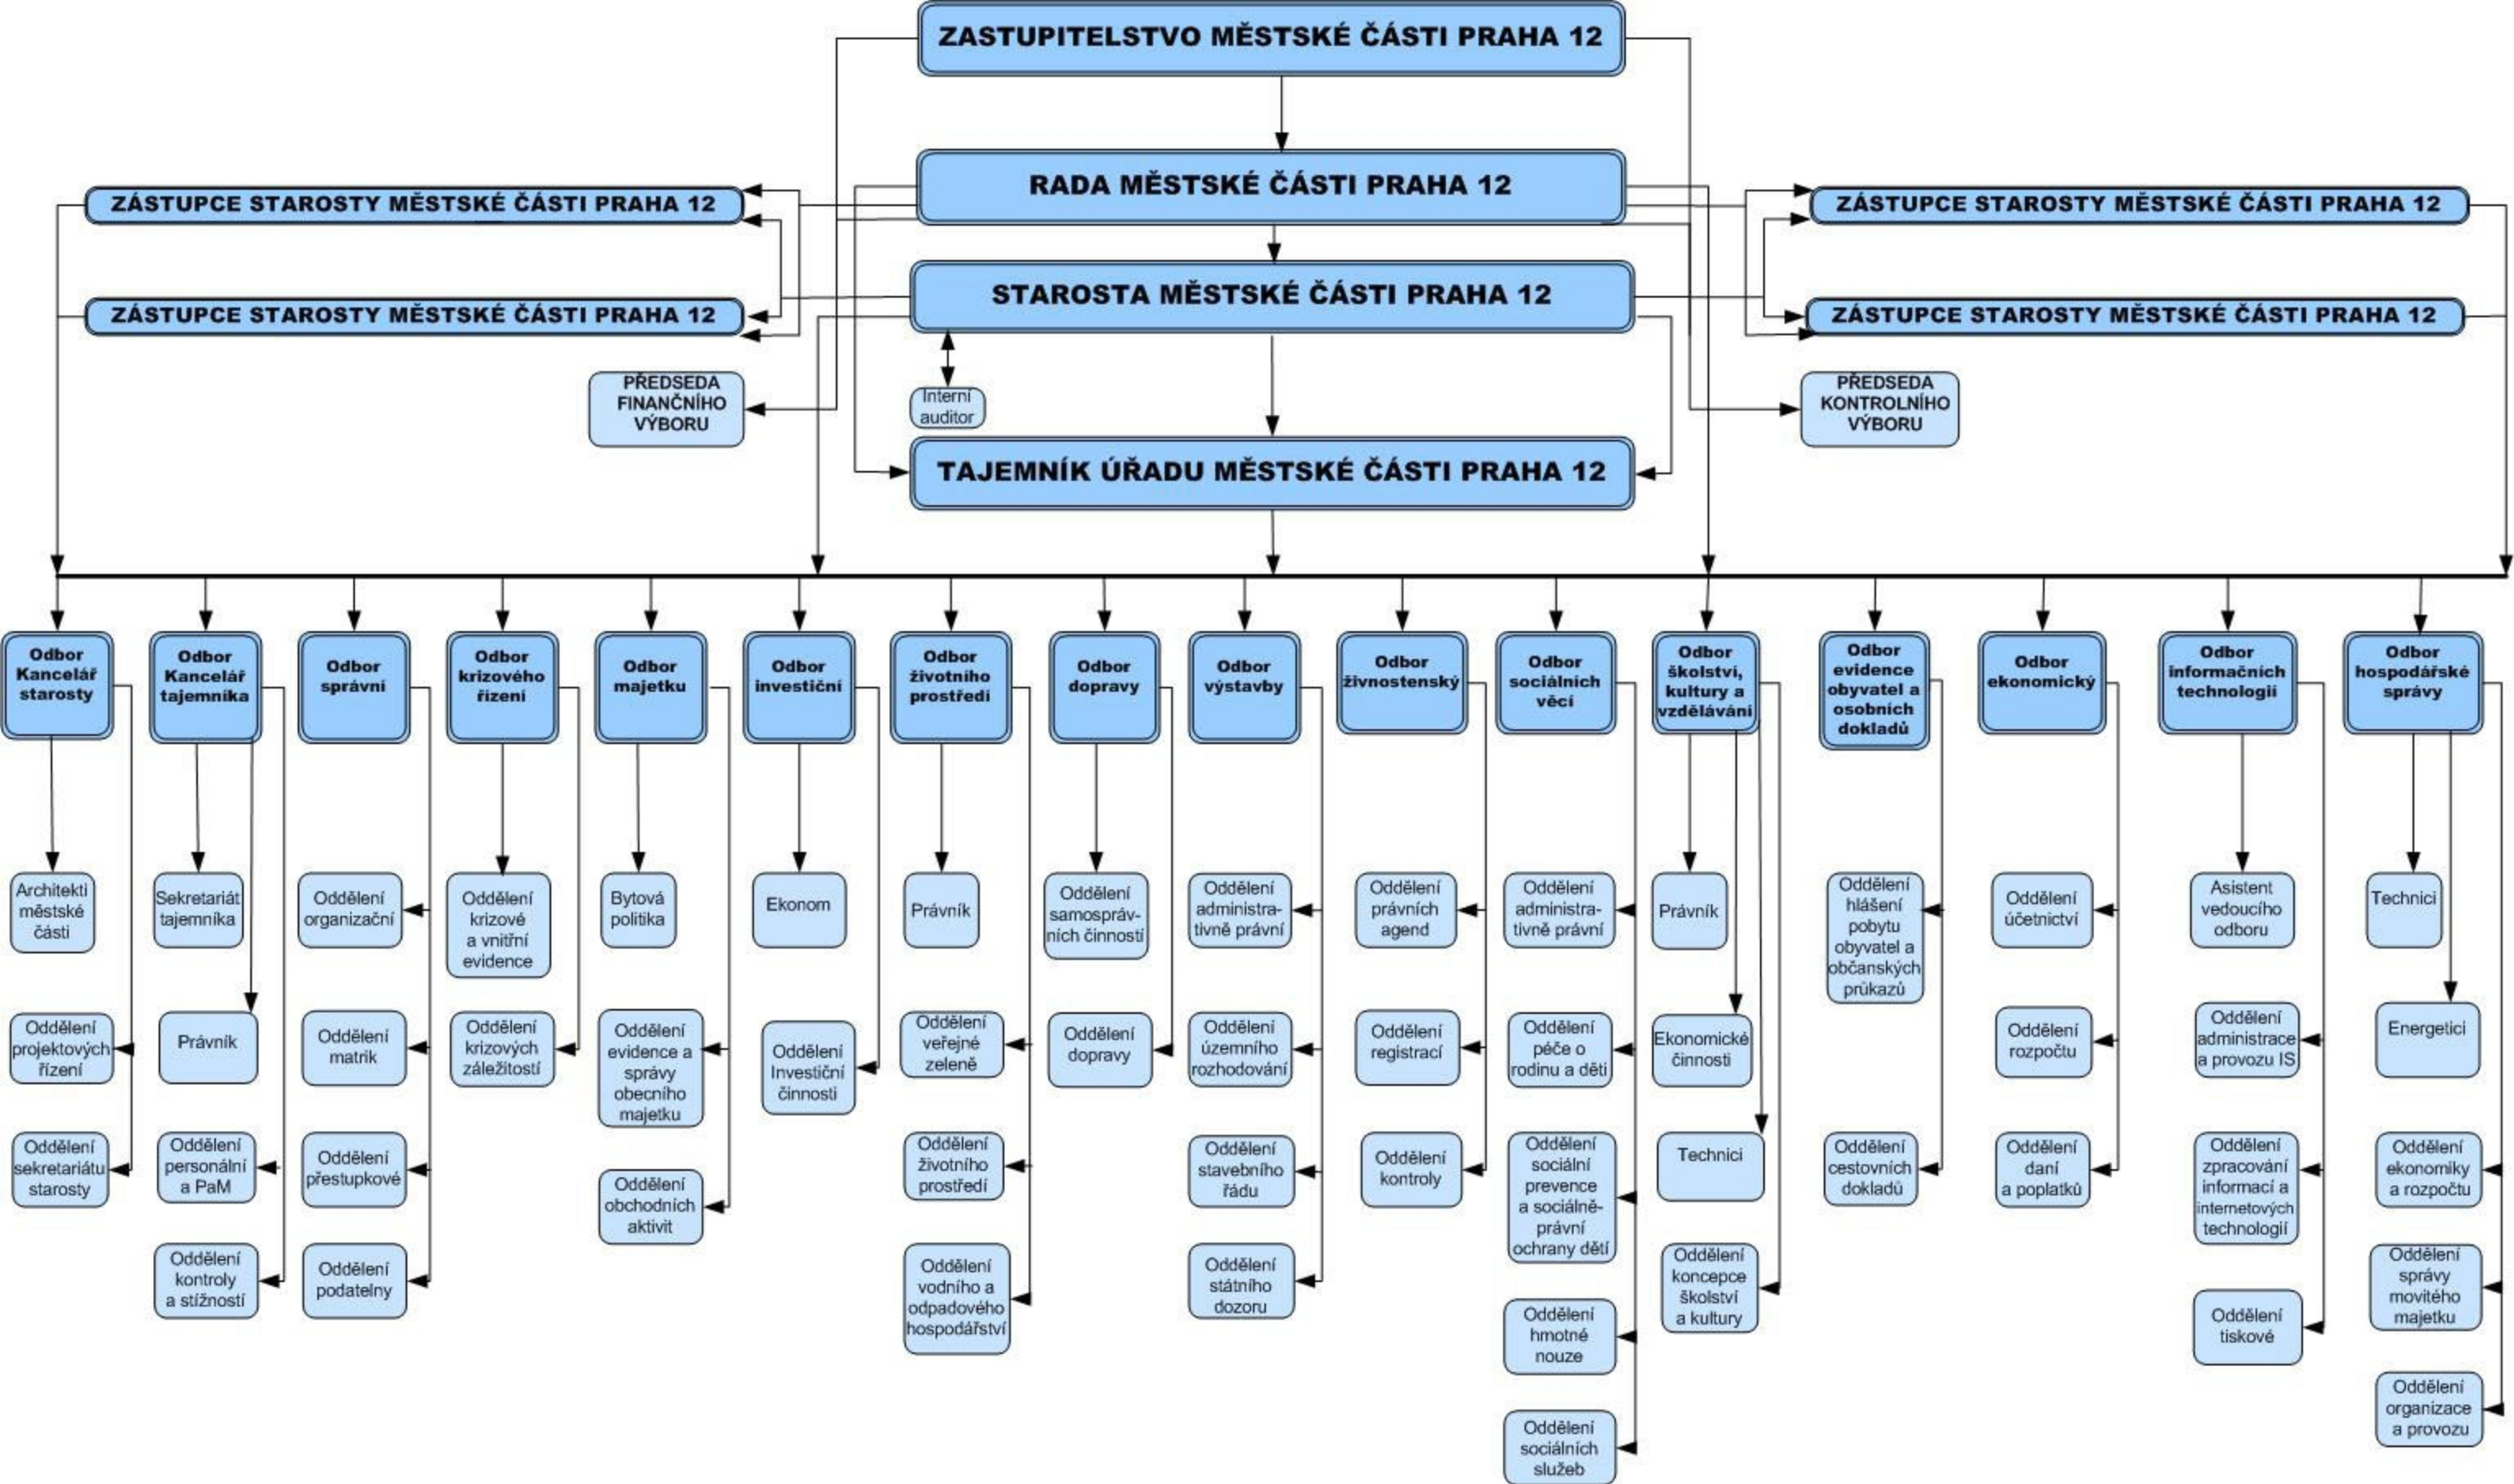 ZASTUPITELSTVO MĚSTSKÉ ČÁSTI PRAHA 12
RADA MĚSTSKÉ ČÁSTI PRAHA 12
ZÁSTUPCE STAROSTY MĚSTSKÉ ČÁSTI PRAHA 12
ZÁSTUPCE STAROSTY MĚSTSKÉ ČÁSTI PRAHA 12
STAROSTA MĚSTSKÉ ČÁSTI PRAHA 12
ZÁSTUPCE STAROSTY MĚSTSKÉ ČÁSTI PRAHA 12
ZÁSTUPCE STAROSTY MĚSTSKÉ ČÁSTI PRAHA 12
PŘEDSEDA
FINANČNÍHO
VÝBORU
Interní
auditor
PŘEDSEDA
KONTROLNÍHO
VÝBORU
TAJEMNÍK ÚŘADU MĚSTSKÉ ČÁSTI PRAHA 12
Odbor
Kancelář
starosty
Odbor
Kancelář
tajemníka
Odbor
správní
Odbor
krizového
řízení
Odbor
majetku
Odbor
investiční
Odbor
životního
prostředí
Odbor
dopravy
Odbor
výstavby
Odbor
živnostenský
Odbor
sociálních
věcí
Odbor
školství,
kultury a
vzdělávání
Odbor
evidence
obyvatel a
osobních
dokladů
Odbor
ekonomický
Odbor
informačních
technologií
Odbor
hospodářské
správy
Architekti
městské
části
Sekretariát
tajemníka
Oddělení
organizační
Oddělení
krizové
a vnitřní
evidence
Bytová
politika
Ekonom
Právník
Oddělení
samospráv-
ních činností
Oddělení
administra-
tivně právní
Oddělení
právních
agend
Oddělení
administra-
tivně právní
Právník
Oddělení
hlášení
pobytu
obyvatel a
občanských
průkazů
Oddělení
účetnictví
Asistent
vedoucího
odboru
Technici
Oddělení
projektových
řízení
Právník
Oddělení
matrik
Oddělení
krizových
záležitostí
Oddělení
evidence a
správy
obecního
majetku
Oddělení
Investiční
činnosti
Oddělení
veřejné
zeleně
Oddělení
dopravy
Oddělení
územního
rozhodování
Oddělení
registrací
Oddělení
péče o
rodinu a děti
Ekonomické
činnosti
Oddělení
rozpočtu
Oddělení
administrace
a provozu IS
Energetici
Oddělení
sekretariátu
starosty
Oddělení
personální
a PaM
Oddělení
přestupkové
Oddělení
obchodních
aktivit
Oddělení
životního
prostředí
Oddělení
stavebního
řádu
Oddělení
kontroly
Oddělení
sociální
prevence
a sociálně-
právní
ochrany dětí
Technici
Oddělení
cestovních
dokladů
Oddělení
daní
a poplatků
Oddělení
zpracování
informací a
internetových
technologií
Oddělení
ekonomiky
a rozpočtu
Oddělení
kontroly
a stížností
Oddělení
podatelny
Oddělení
vodního a
odpadového
hospodářství
Oddělení
státního
dozoru
Oddělení
hmotné
nouze
Oddělení
koncepce
školství
a kultury
Oddělení
tiskové
Oddělení
správy
movitého
majetku
Oddělení
sociálních
služeb
Oddělení
organizace
a provozu